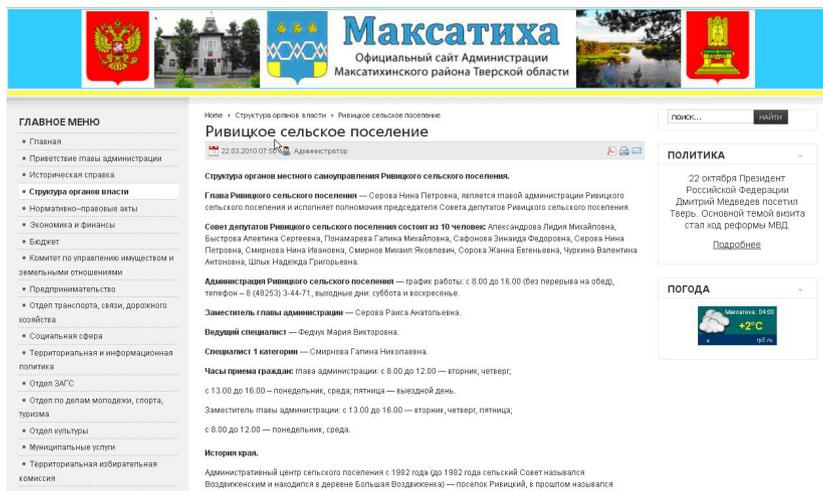 Максатиха
Официальный сайт Администрации
Максатихинского района Тверской области
ГЛАВНОЕ МЕНЮ
Главная
Приветствие главы администрации
Историческая справка
Структура органов власти
Нормативно-правовые акты
Экономика и финансы
Бюджет
Комитет по управлению имуществом и
земельными отношениями
Предпринимательство
Отдел транспорта, связи, дорожного
хозяйства
Социальная сфера
Территориальная и информационная
политика
Отдел ЗАГС
Отдел по делам молодежи, спорта,
туризма
Отдел культуры
Муниципальные услуги
Территориальная избирательная
комиссия
Home ▸ Структура органов власти ▸ Ривицкое сельское поселение
Ривицкое сельское поселение
22.03.2010 07:56 Администратор
Структура органов местного самоуправления Ривицкого сельского поселения.
Глава Ривицкого сельского поселения — Серова Нина Петровна, является главой администрации Ривицкого
сельского поселения и исполняет полномочия председателя Совета депутатов Ривицкого сельского поселения.
Совет депутатов Ривицкого сельского поселения состоит из 10 человек: Александрова Лидия Михайловна,
Быстрова Алевтина Сергеевна, Понамарева Галина Михайловна, Сафонова Зинаида Федоровна, Серова Нина
Петровна, Смирнова Нина Ивановна, Смирнов Михаил Яковлевич, Сорока Жанна Евгеньевна, Чуркина Валентина
Антоновна, Шпык Надежда Григорьевна.
Администрация Ривицкого сельского поселения — график работы: с 8.00 до 16.00 (без перерыва на обед),
телефон – 8 (48253) 3-44-71, выходные дни: суббота и воскресенье.
Заместитель главы администрации — Серова Раиса Анатольевна.
Ведущий специалист — Федчук Мария Викторовна.
Специалист 1 категории — Смирнова Галина Николаевна.
Часы приема граждан: глава администрации: с 8.00 до 12.00 — вторник, четверг;
с 13.00 до 16.00 – понедельник, среда; пятница — выездной день.
Заместитель главы администрации: с 13.00 до 16.00 — вторник, четверг, пятница;
с 8.00 до 12.00 — понедельник, среда.
История края.
Административный центр сельского поселения с 1982 года (до 1982 года сельский Совет назывался
Воздвиженским и находился в деревне Большая Воздвиженка) — поселок Ривицкий, в прошлом назывался
поиск...
НАЙТИ
ПОЛИТИКА
22 октября Президент
Российской Федерации
Дмитрий Медведев посетил
Тверь. Основной темой визита
стал ход реформы МВД.
Подробнее
ПОГОДА
Максатиха, 04:00
+2°C
rp5.ru